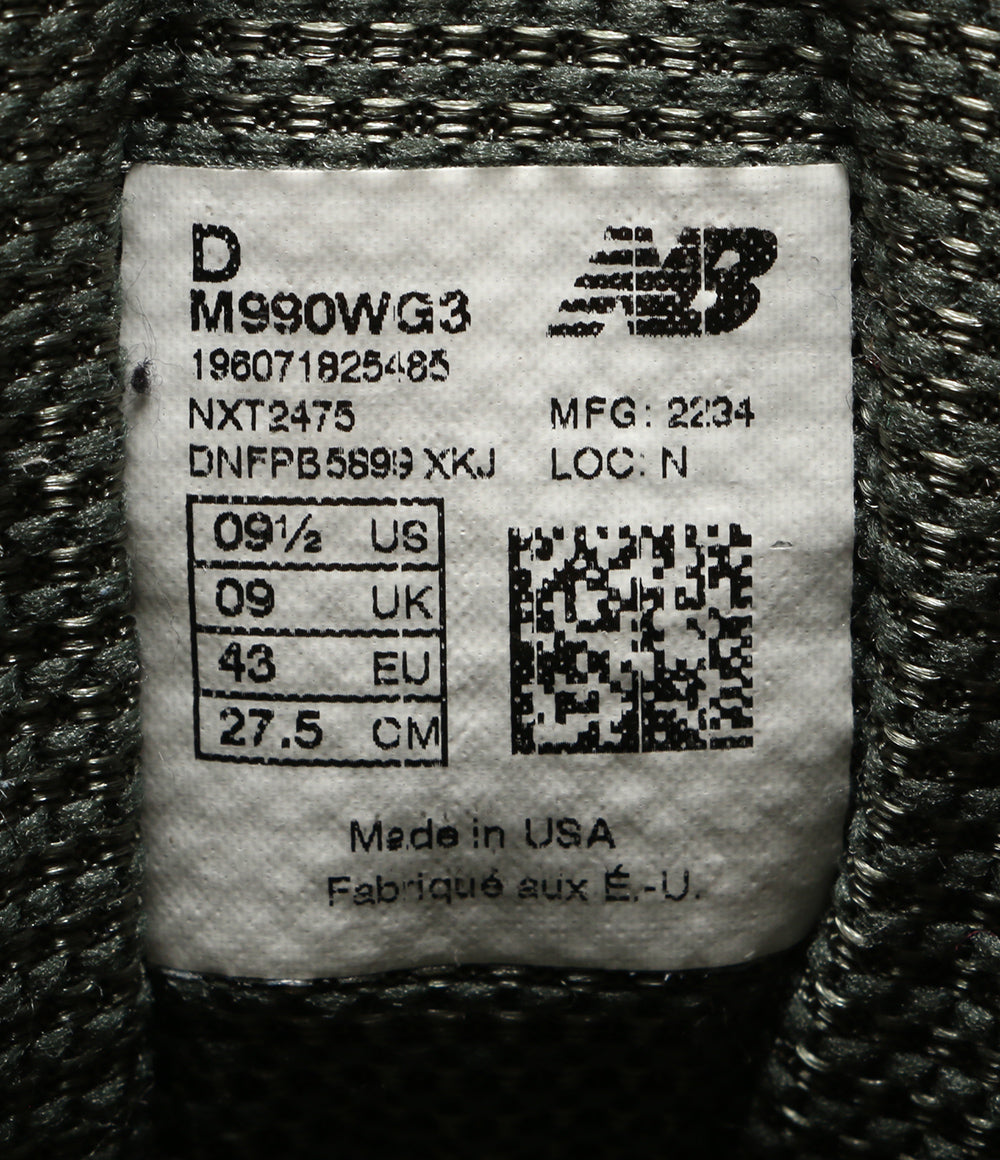 D
NB
M990WG3
196071825485
NXT2475
MFG: 2234
DNFPB5899 XKJ
LOC: N
09½ US
09 UK
43 EU
27.5 CM
Made in USA
Fabriqué aux É.-U.